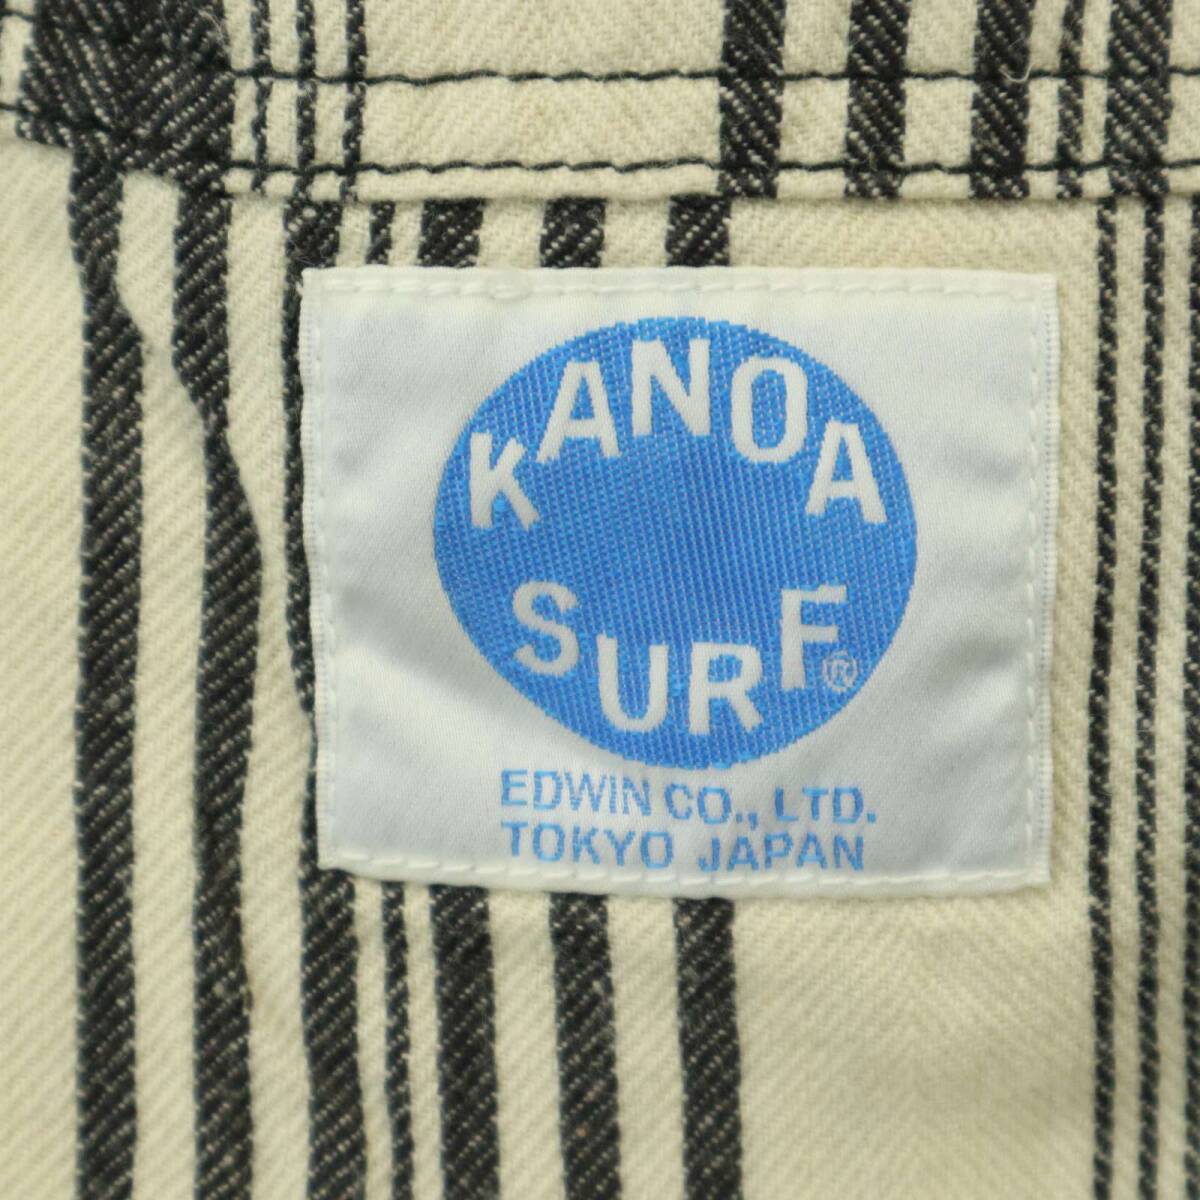 KANOA
SURF®
EDWIN CO., LTD.
TOKYO JAPAN